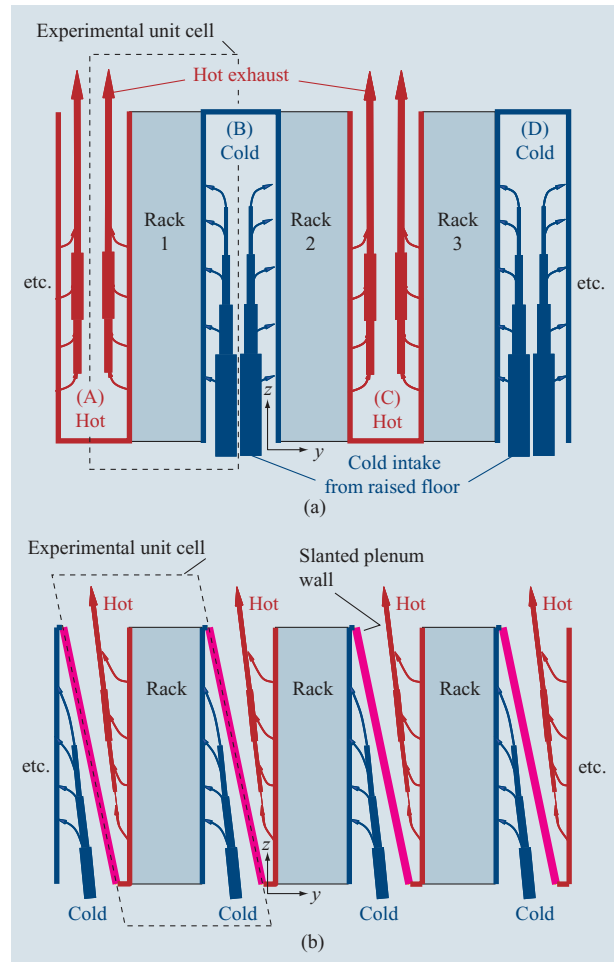 Experimental unit cell
Hot exhaust
(B)
Cold
(D)
Cold
Rack
1
Rack
2
Rack
3
etc.
etc.
(A)
Hot
(C)
Hot
z
y
Cold intake
from raised floor
(a)
Experimental unit cell
Slanted plenum
wall
Hot
Hot
Hot
Hot
Rack
Rack
Rack
etc.
etc.
z
y
Cold
Cold
Cold
Cold
(b)